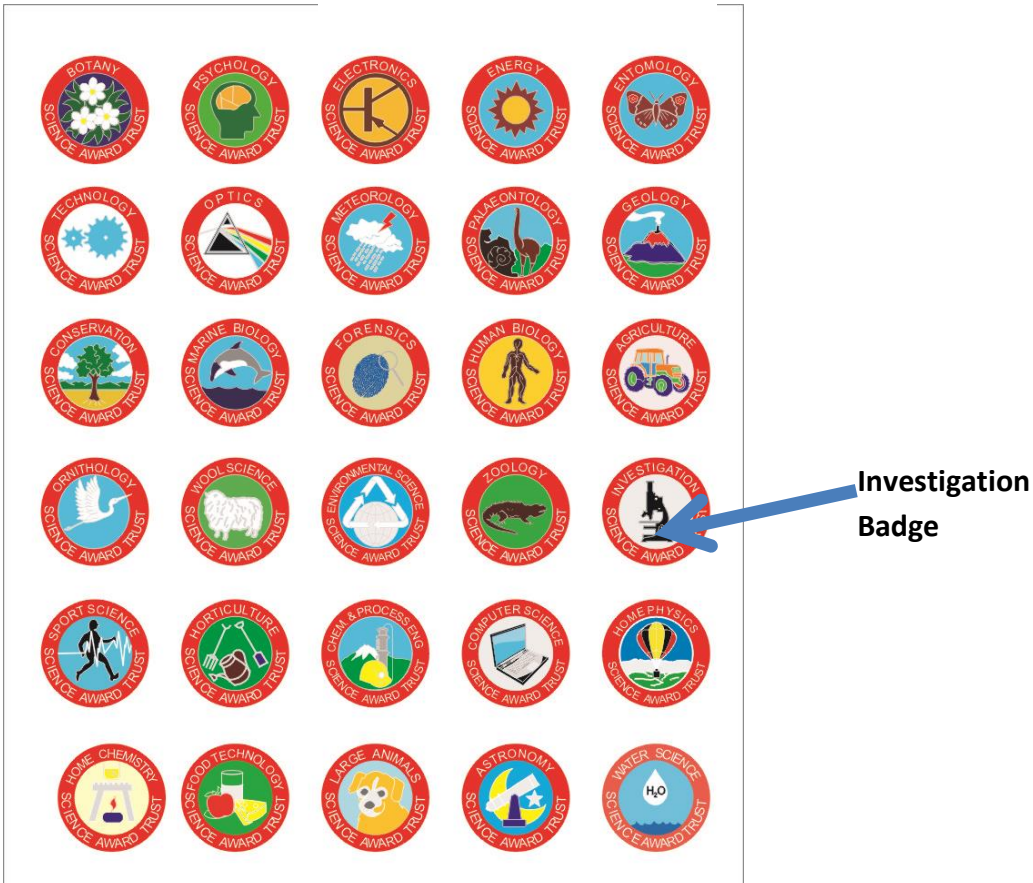 BOTANY
SCIENCE AWARD TRUST
PSYCHOLOGY
SCIENCE AWARD TRUST
ELECTRONICS
SCIENCE AWARD TRUST
ENERGY
SCIENCE AWARD TRUST
ENTOMOLOGY
SCIENCE AWARD TRUST
TECHNOLOGY
SCIENCE AWARD TRUST
OPTICS
SCIENCE AWARD TRUST
METEOROLOGY
SCIENCE AWARD TRUST
PALAEONTOLOGY
SCIENCE AWARD TRUST
GEOLOGY
SCIENCE AWARD TRUST
CONSERVATION
SCIENCE AWARD TRUST
MARINE BIOLOGY
SCIENCE AWARD TRUST
FORENSICS
SCIENCE AWARD TRUST
HUMAN BIOLOGY
SCIENCE AWARD TRUST
AGRICULTURE
SCIENCE AWARD TRUST
ORNITHOLOGY
SCIENCE AWARD TRUST
WOOL SCIENCE
SCIENCE AWARD TRUST
ENVIRONMENTAL SCIENCE
SCIENCE AWARD TRUST
ZOOLOGY
SCIENCE AWARD TRUST
INVESTIGATION
SCIENCE AWARD TRUST
Investigation
Badge
SPORT SCIENCE
SCIENCE AWARD TRUST
HORTICULTURE
SCIENCE AWARD TRUST
CHEM. & PROCESS ENG
SCIENCE AWARD TRUST
COMPUTER SCIENCE
SCIENCE AWARD TRUST
HOME PHYSICS
SCIENCE AWARD TRUST
HOME CHEMISTRY
SCIENCE AWARD TRUST
FOOD TECHNOLOGY
SCIENCE AWARD TRUST
LARGE ANIMALS
SCIENCE AWARD TRUST
ASTRONOMY
SCIENCE AWARD TRUST
WATER SCIENCE
H₂O
SCIENCE AWARD TRUST